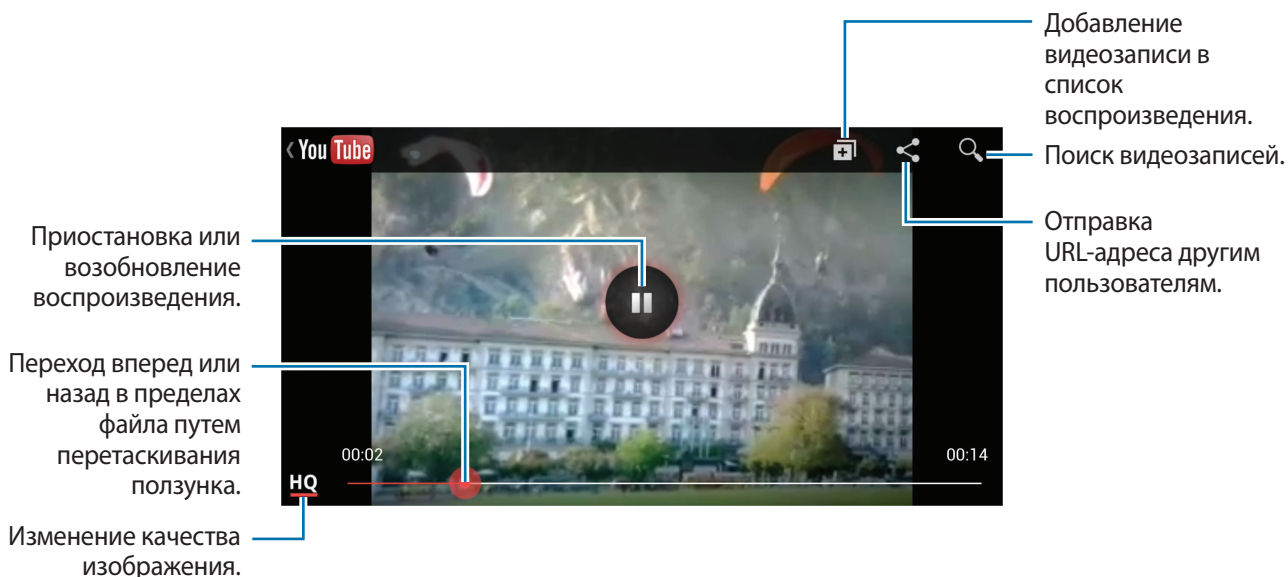 Добавление
видеозаписи в
список
воспроизведения.
You Tube
Поиск видеозаписей.
Отправка
URL-адреса другим
пользователям.
Приостановка или
возобновление
воспроизведения.
Переход вперед или
назад в пределах
файла путем
перетаскивания
ползунка.
00:02
00:14
HQ
Изменение качества
изображения.